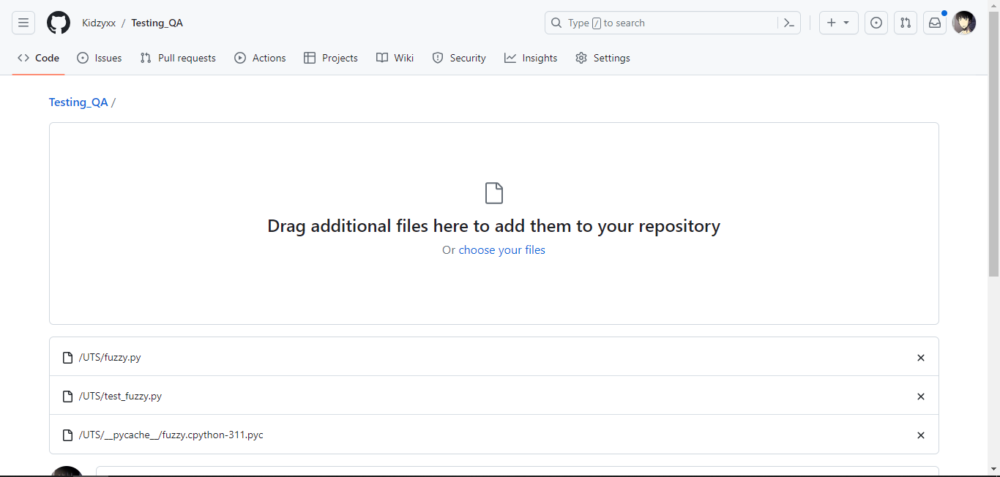 Kidzyxx / Testing_QA
Type / to search
Code Issues Pull requests Actions Projects Wiki Security Insights Settings
Testing_QA /
Drag additional files here to add them to your repository
Or choose your files
/UTS/fuzzy.py
/UTS/test_fuzzy.py
/UTS/__pycache__/fuzzy.cpython-311.pyc